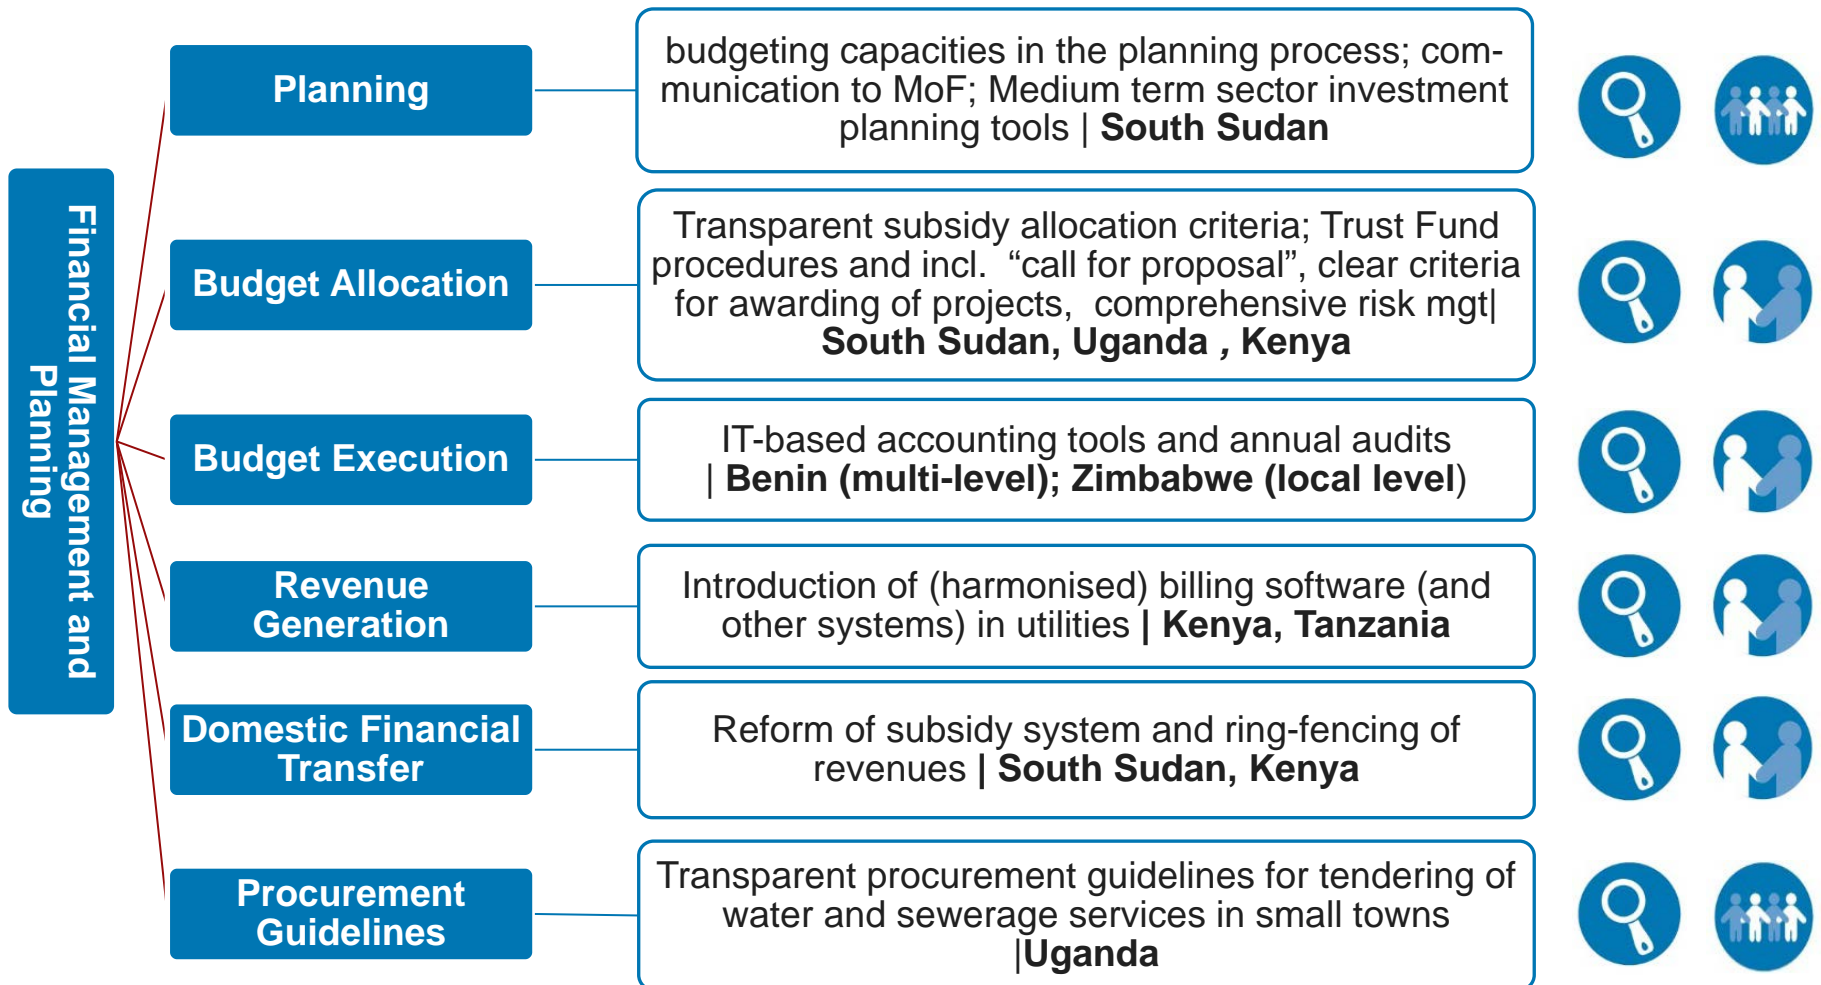 Financial Management and
Planning
Planning
budgeting capacities in the planning process; com-
munication to MoF; Medium term sector investment
planning tools | South Sudan
Budget Allocation
Transparent subsidy allocation criteria; Trust Fund
procedures and incl. “call for proposal”, clear criteria
for awarding of projects, comprehensive risk mgt|
South Sudan, Uganda , Kenya
Budget Execution
IT-based accounting tools and annual audits
| Benin (multi-level); Zimbabwe (local level)
Revenue
Generation
Introduction of (harmonised) billing software (and
other systems) in utilities | Kenya, Tanzania
Domestic Financial
Transfer
Reform of subsidy system and ring-fencing of
revenues | South Sudan, Kenya
Procurement
Guidelines
Transparent procurement guidelines for tendering of
water and sewerage services in small towns
|Uganda